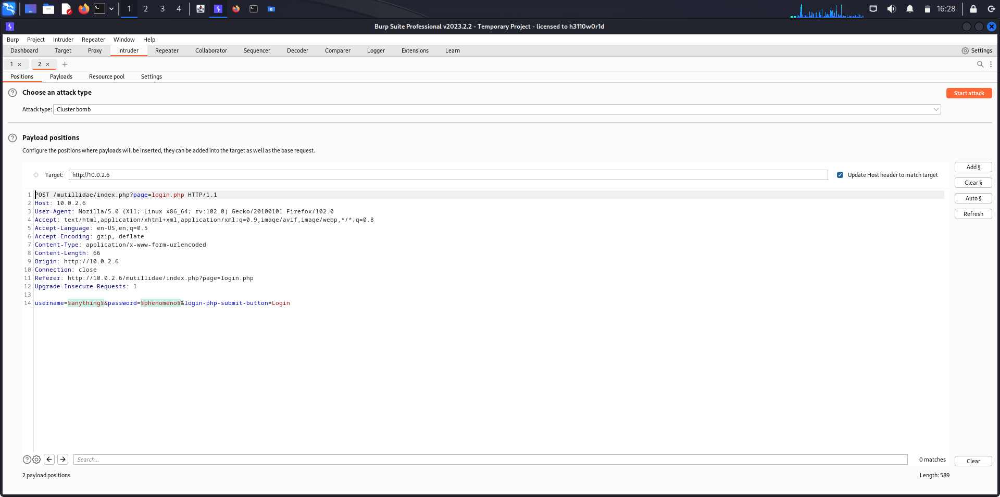 1 2 3 4 16:28
Burp Suite Professional v2023.2.2 - Temporary Project - licensed to h3110w0r1d
Burp Project Intruder Repeater Window Help
Dashboard Target Proxy Intruder Repeater Collaborator Sequencer Decoder Comparer Logger Extensions Learn Settings
1 × 2 × +
Positions Payloads Resource pool Settings
? Choose an attack type Start attack
Attack type: Cluster bomb
? Payload positions
Configure the positions where payloads will be inserted, they can be added into the target as well as the base request.
Add §
Target: http://10.0.2.6 Update Host header to match target
Clear §
Auto §
Refresh
1 POST /mutillidae/index.php?page=login.php HTTP/1.1
2 Host: 10.0.2.6
3 User-Agent: Mozilla/5.0 (X11; Linux x86_64; rv:102.0) Gecko/20100101 Firefox/102.0
4 Accept: text/html,application/xhtml+xml,application/xml;q=0.9,image/avif,image/webp,*/*;q=0.8
5 Accept-Language: en-US,en;q=0.5
6 Accept-Encoding: gzip, deflate
7 Content-Type: application/x-www-form-urlencoded
8 Content-Length: 66
9 Origin: http://10.0.2.6
10 Connection: close
11 Referer: http://10.0.2.6/mutillidae/index.php?page=login.php
12 Upgrade-Insecure-Requests: 1
13
14 username=§anything§&password=§phenomeno§&login-php-submit-button=Login
? Search... 0 matches Clear
2 payload positions Length: 589